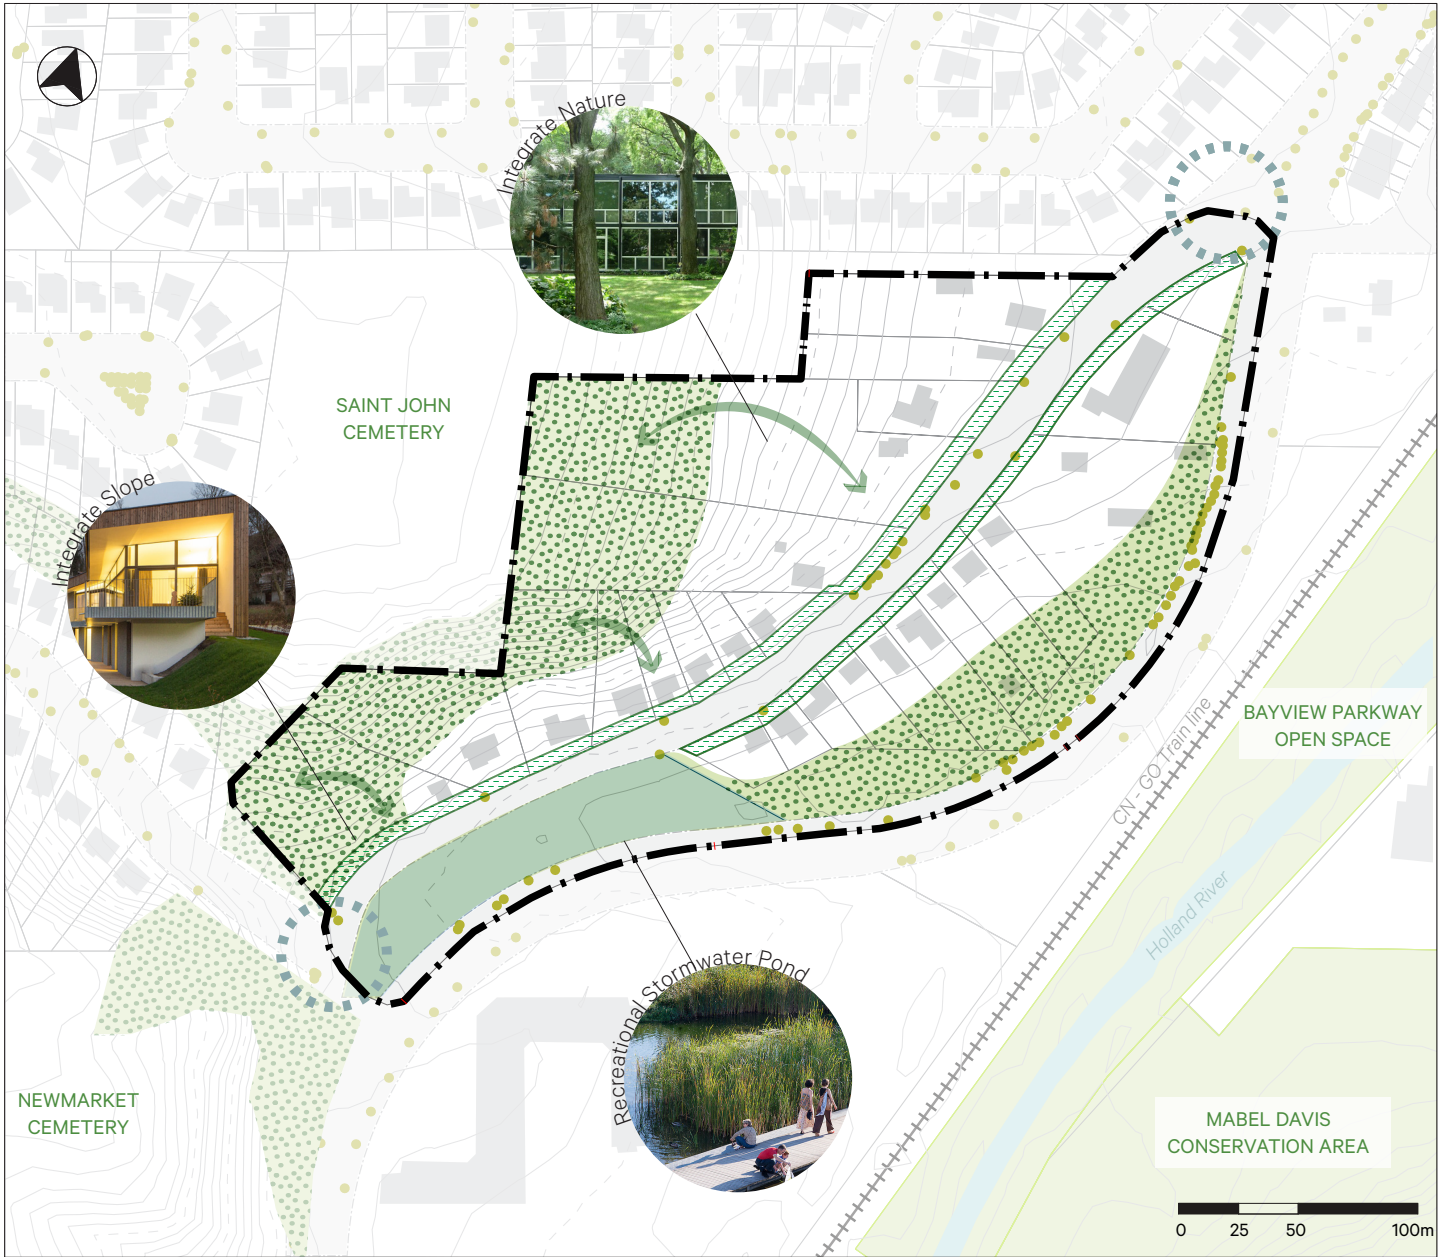 Integrate Nature
SAINT JOHN
CEMETERY
Integrate Slope
BAYVIEW PARKWAY
OPEN SPACE
CN - GO Train line
Holland River
Recreational Stormwater Pond
NEWMARKET
CEMETERY
MABEL DAVIS
CONSERVATION AREA
0 25 50 100m